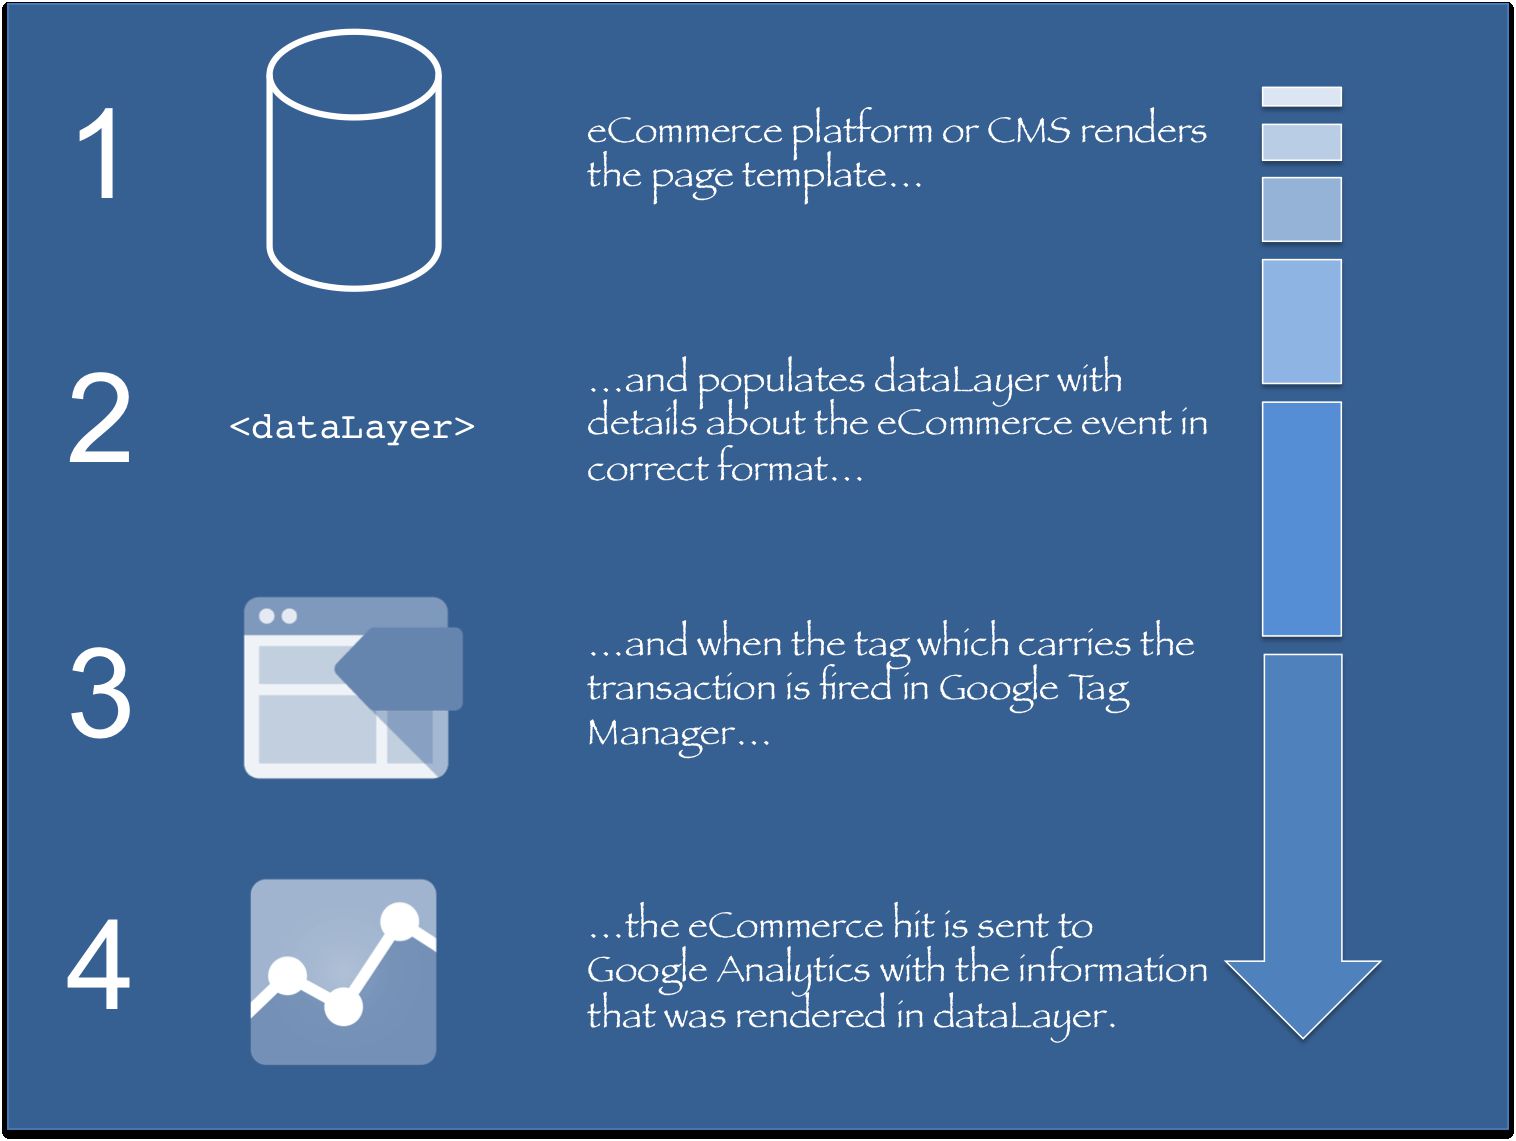 1
eCommerce platform or CMS renders
the page template…
2
<dataLayer>
…and populates dataLayer with
details about the eCommerce event in
correct format…
3
…and when the tag which carries the
transaction is fired in Google Tag
Manager…
4
…the eCommerce hit is sent to
Google Analytics with the information
that was rendered in dataLayer.